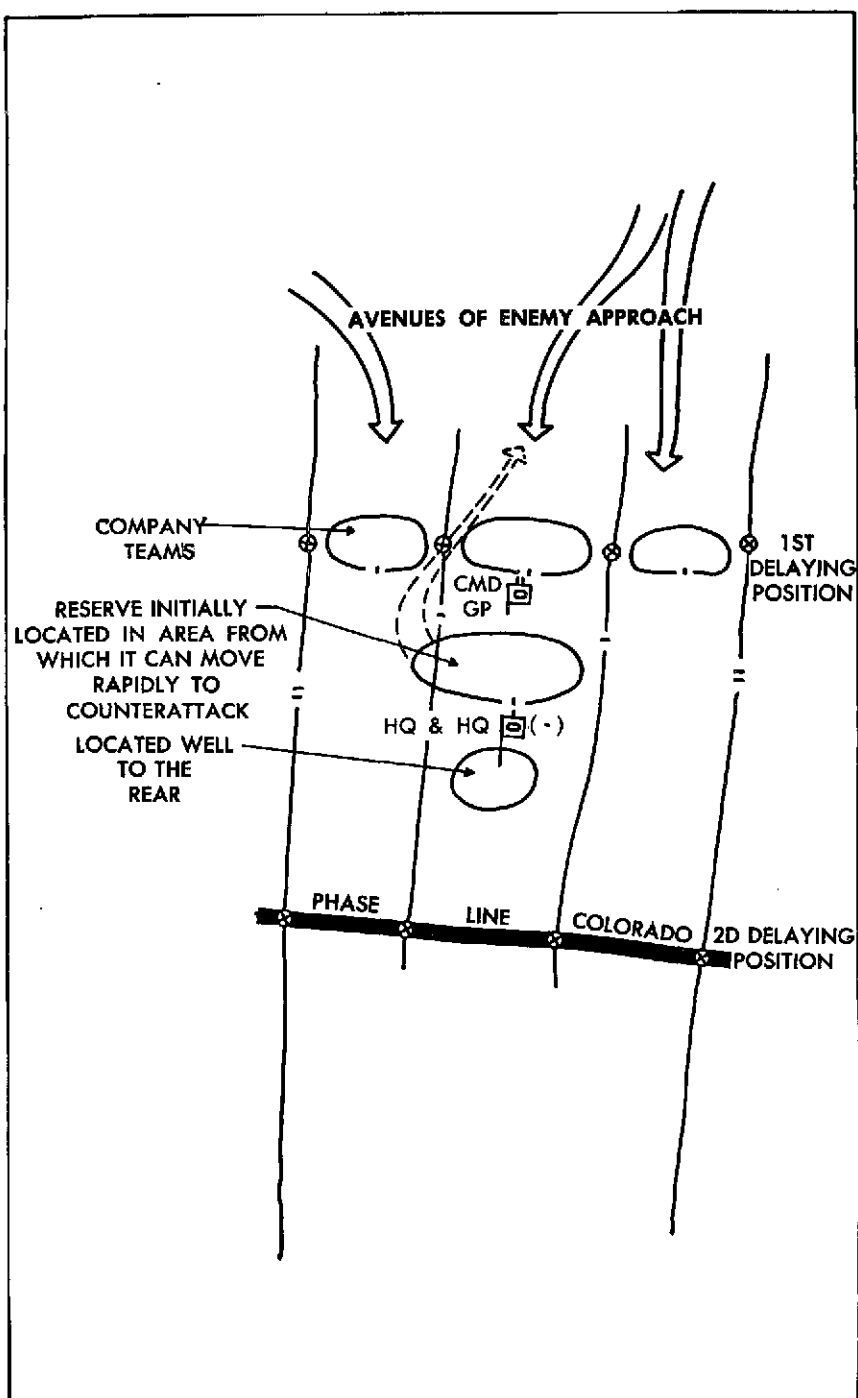 AVENUES OF ENEMY APPROACH
COMPANY
TEAMS
CMD
GP
1ST
DELAYING
POSITION
RESERVE INITIALLY
LOCATED IN AREA FROM
WHICH IT CAN MOVE
RAPIDLY TO
COUNTERATTACK
HQ & HQ (-)
LOCATED WELL
TO THE
REAR
PHASE LINE COLORADO
2D DELAYING
POSITION